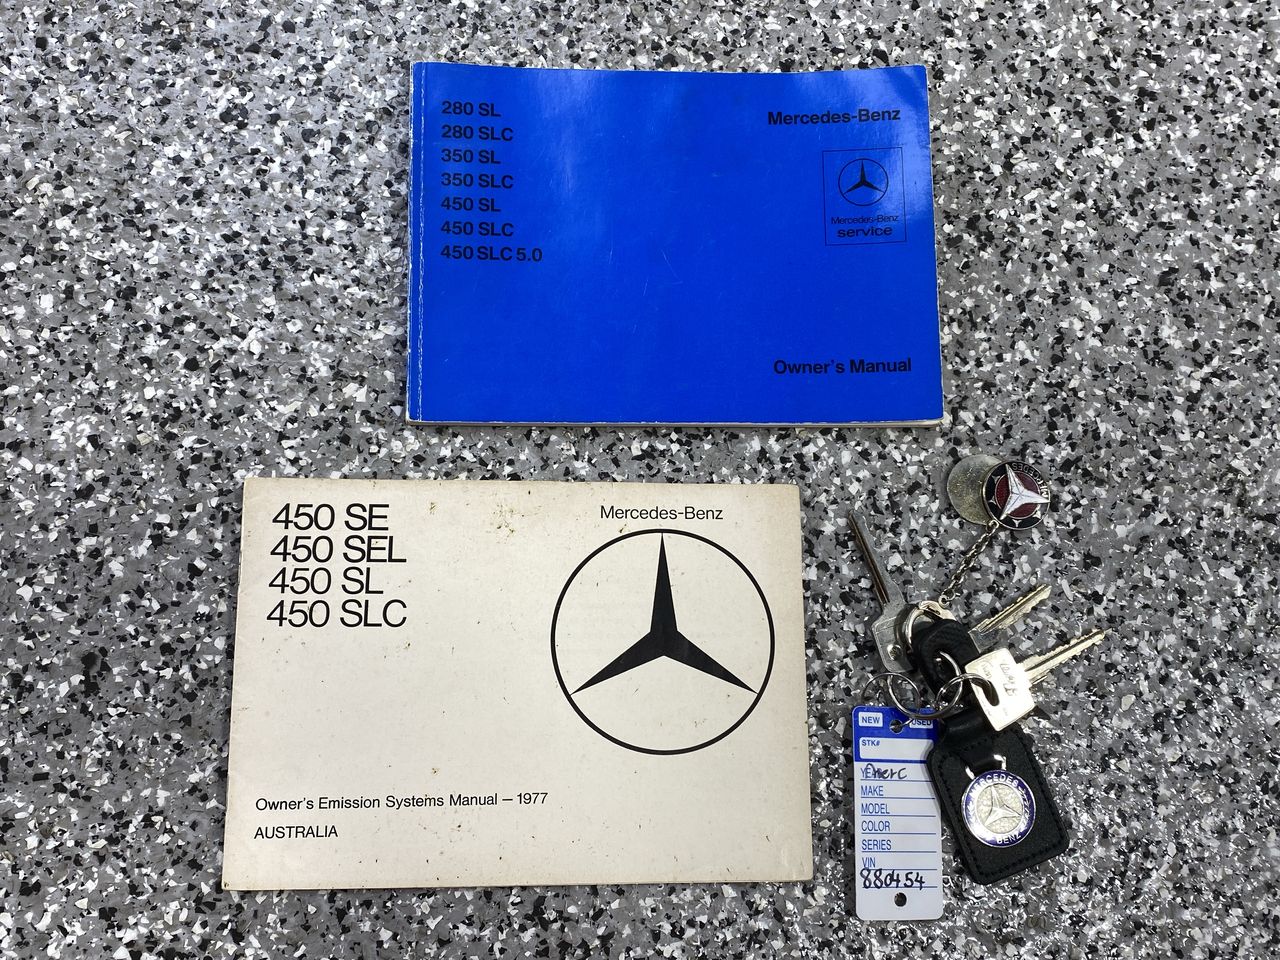 280 SL
280 SLC
350 SL
350 SLC
450 SL
450 SLC
450 SLC 5.0
Mercedes-Benz
Mercedes-Benz
service
Owner's Manual
450 SE
450 SEL
450 SL
450 SLC
Mercedes-Benz
Owner's Emission Systems Manual – 1977
AUSTRALIA
MERCEDES
NEW USED
STK#
YEAR
Merc
MAKE
MODEL
COLOR
SERIES
VIN
880454
MERCEDES
BENZ